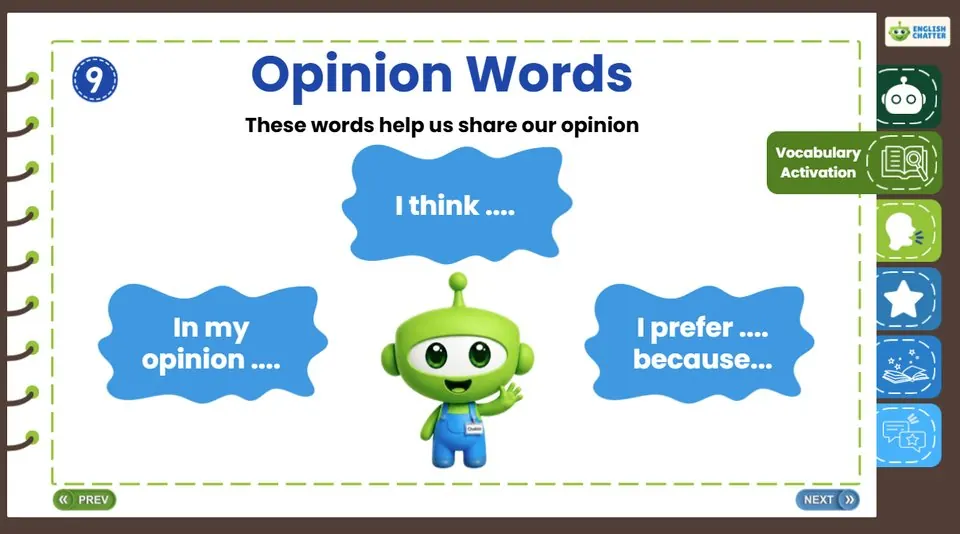 ENGLISH
CHATTER
9
Opinion Words
These words help us share our opinion
Vocabulary
Activation
I think ....
In my
opinion ....
I prefer ....
because...
Chatter
« PREV
NEXT »